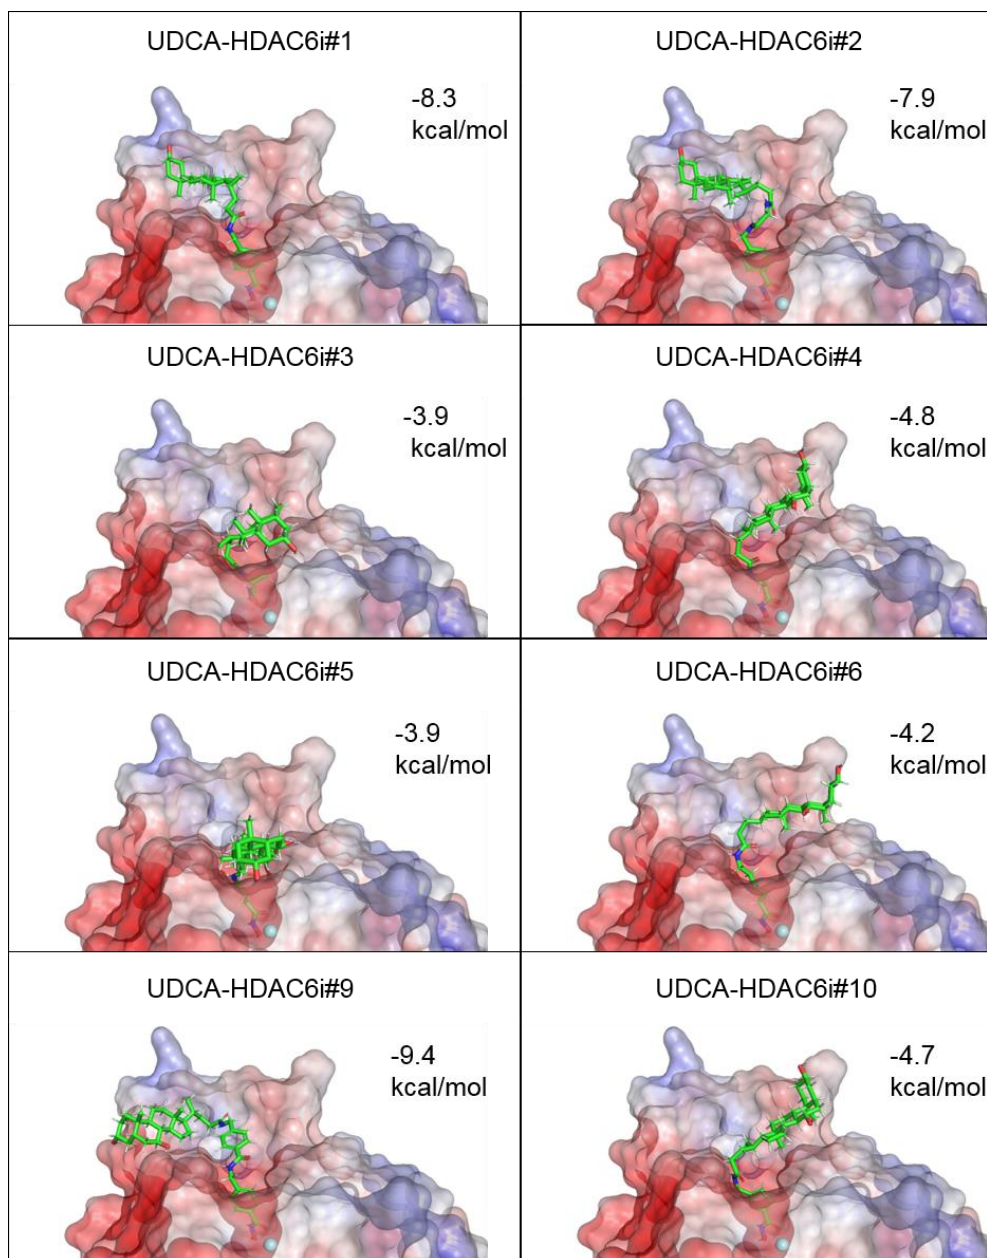 UDCA-HDAC6i#1
-8.3
kcal/mol
UDCA-HDAC6i#2
-7.9
kcal/mol
UDCA-HDAC6i#3
-3.9
kcal/mol
UDCA-HDAC6i#4
-4.8
kcal/mol
UDCA-HDAC6i#5
-3.9
kcal/mol
UDCA-HDAC6i#6
-4.2
kcal/mol
UDCA-HDAC6i#9
-9.4
kcal/mol
UDCA-HDAC6i#10
-4.7
kcal/mol